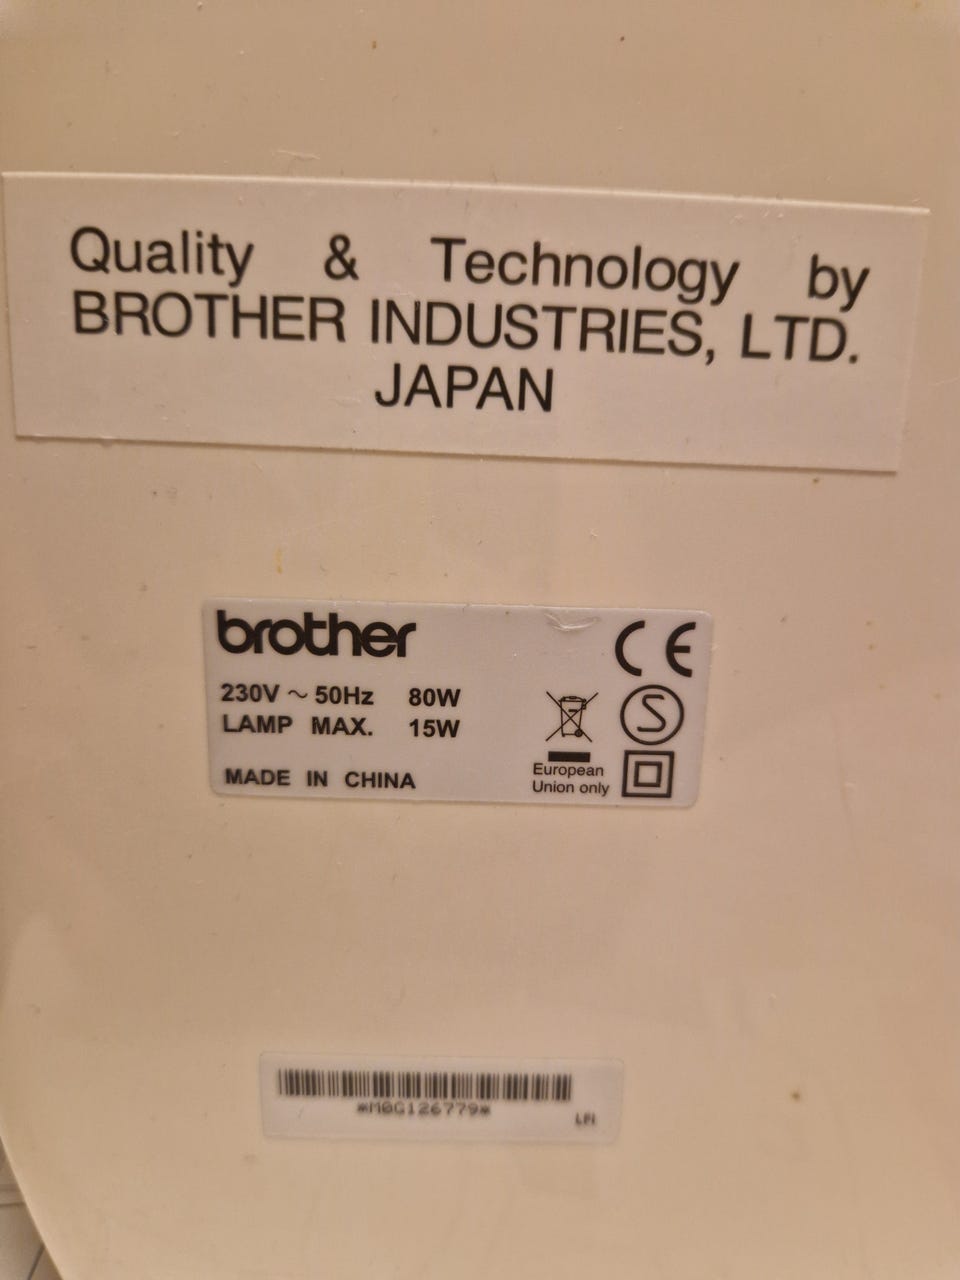 Quality & Technology by
BROTHER INDUSTRIES, LTD.
JAPAN
brother
230V ~ 50Hz 80W
LAMP MAX. 15W
MADE IN CHINA
CE
S
European
Union only
*M0G126779*